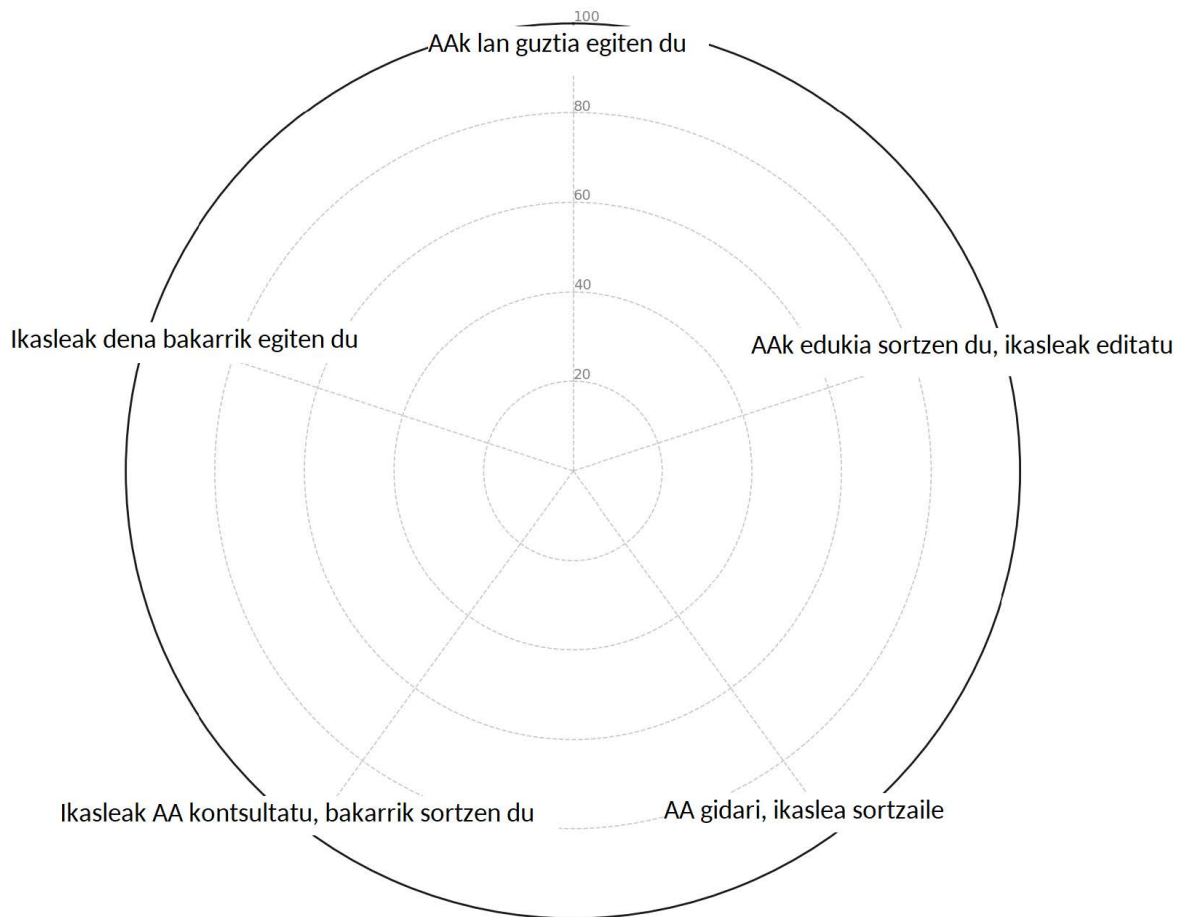 100
AAk lan guztia egiten du
80
60
40
Ikasleak dena bakarrik egiten du
AAk edukia sortzen du, ikasleak editatu
20
Ikasleak AA kontsultatu, bakarrik sortzen du
AA gidari, ikaslea sortzaile